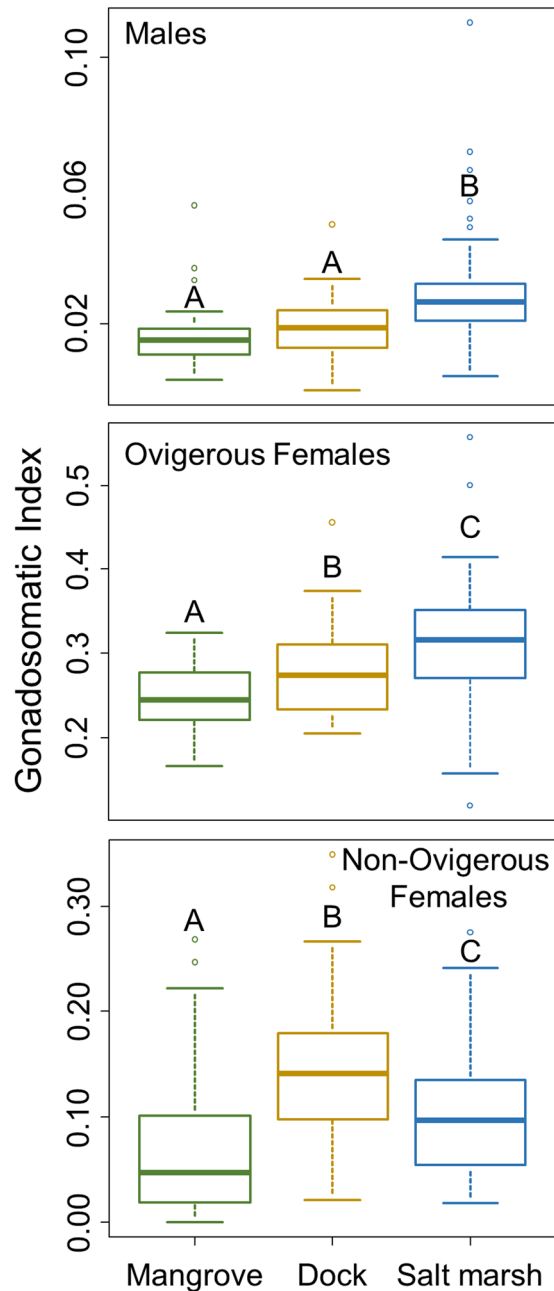 Gonadosomatic Index
Males
0.10
0.06
0.02
A
A
B
Ovigerous Females
0.5
0.4
0.3
0.2
A
B
C
Non-Ovigerous
Females
0.30
0.20
0.10
0.00
A
B
C
Mangrove Dock Salt marsh